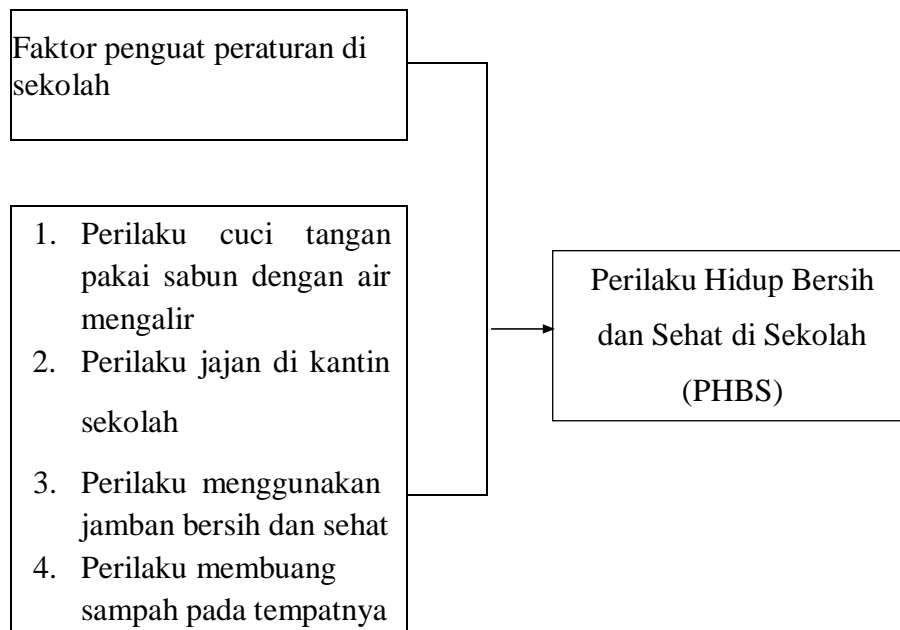 Faktor penguat peraturan di
sekolah
1. Perilaku cuci tangan
pakai sabun dengan air
mengalir
2. Perilaku jajan di kantin
sekolah
3. Perilaku menggunakan
jamban bersih dan sehat
4. Perilaku membuang
sampah pada tempatnya
Perilaku Hidup Bersih
dan Sehat di Sekolah
(PHBS)